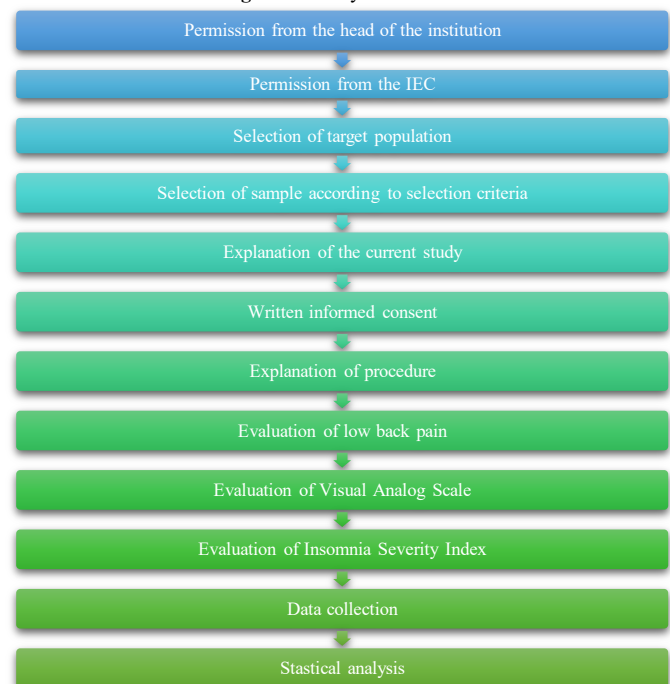 Permission from the head of the institution
Permission from the IEC
Selection of target population
Selection of sample according to selection criteria
Explanation of the current study
Written informed consent
Explanation of procedure
Evaluation of low back pain
Evaluation of Visual Analog Scale
Evaluation of Insomnia Severity Index
Data collection
Stastical analysis